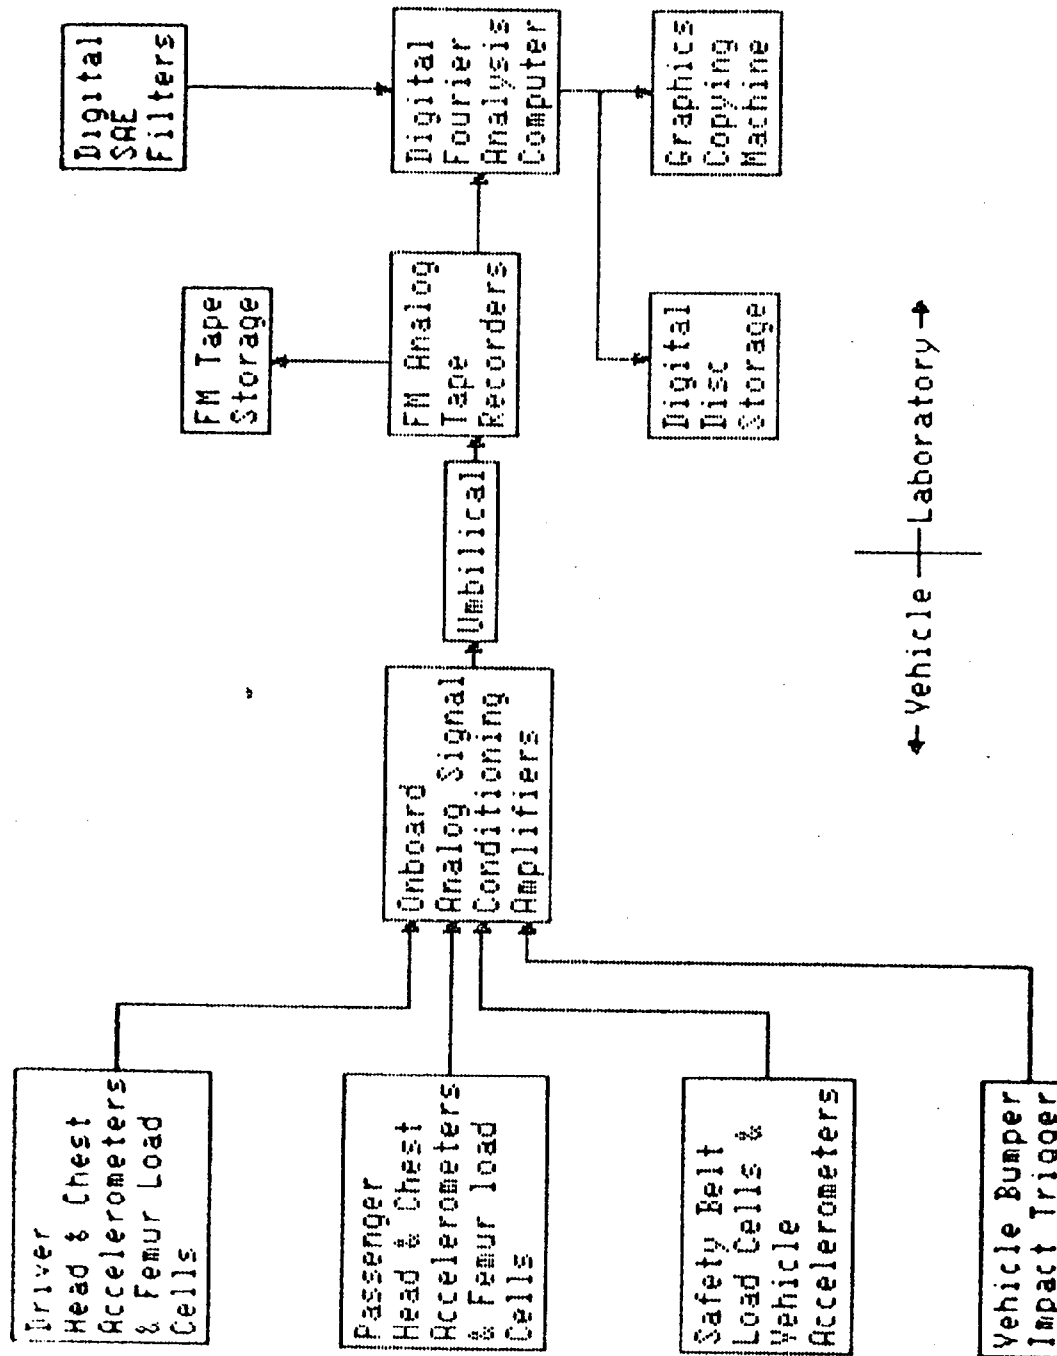 Driver
Head & Chest
Accelerometers
& Femur Load
Cells
Passenger
Head & Chest
Accelerometers
& Femur load
Cells
Safety Belt
Load Cells &
Vehicle
Accelerometers
Vehicle Bumper
Impact Trigger
Onboard
Analog Signal
Conditioning
Amplifiers
Umbilical
FM Tape
Storage
FM Analog
Tape
Recorders
Digital
SAE
Filters
Digital
Fourier
Analysis
Computer
Digital
Disc
Storage
Graphics
Copying
Machine
Vehicle
Laboratory